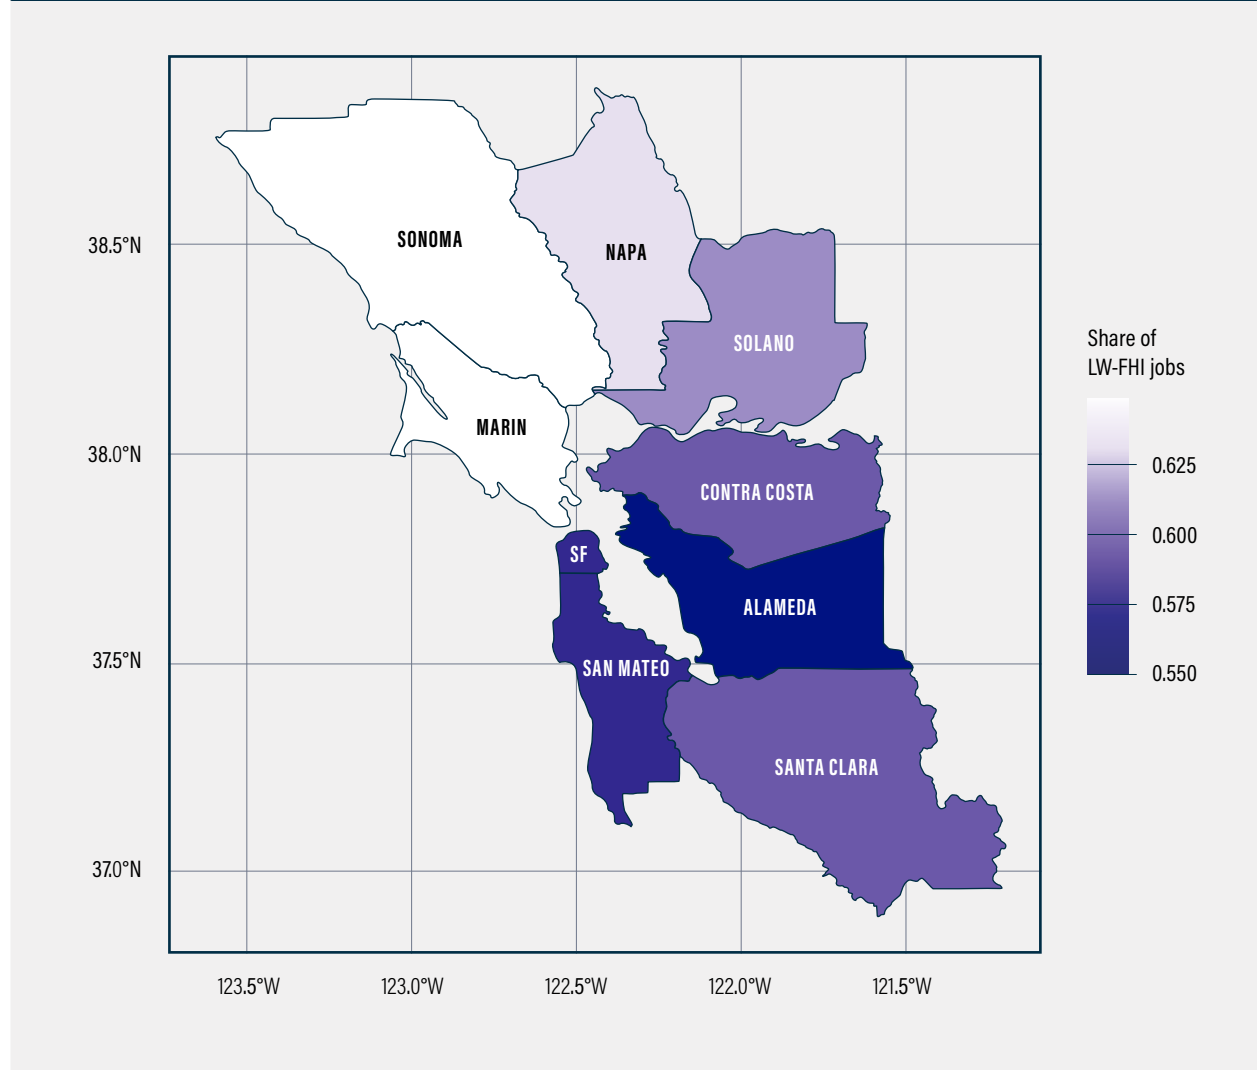 SONOMA
NAPA
38.5°N
SOLANO
Share of
LW-FHI jobs
MARIN
38.0°N
0.625
CONTRA COSTA
0.600
SF
ALAMEDA
0.575
37.5°N
SAN MATEO
0.550
SANTA CLARA
37.0°N
123.5°W
123.0°W
122.5°W
122.0°W
121.5°W